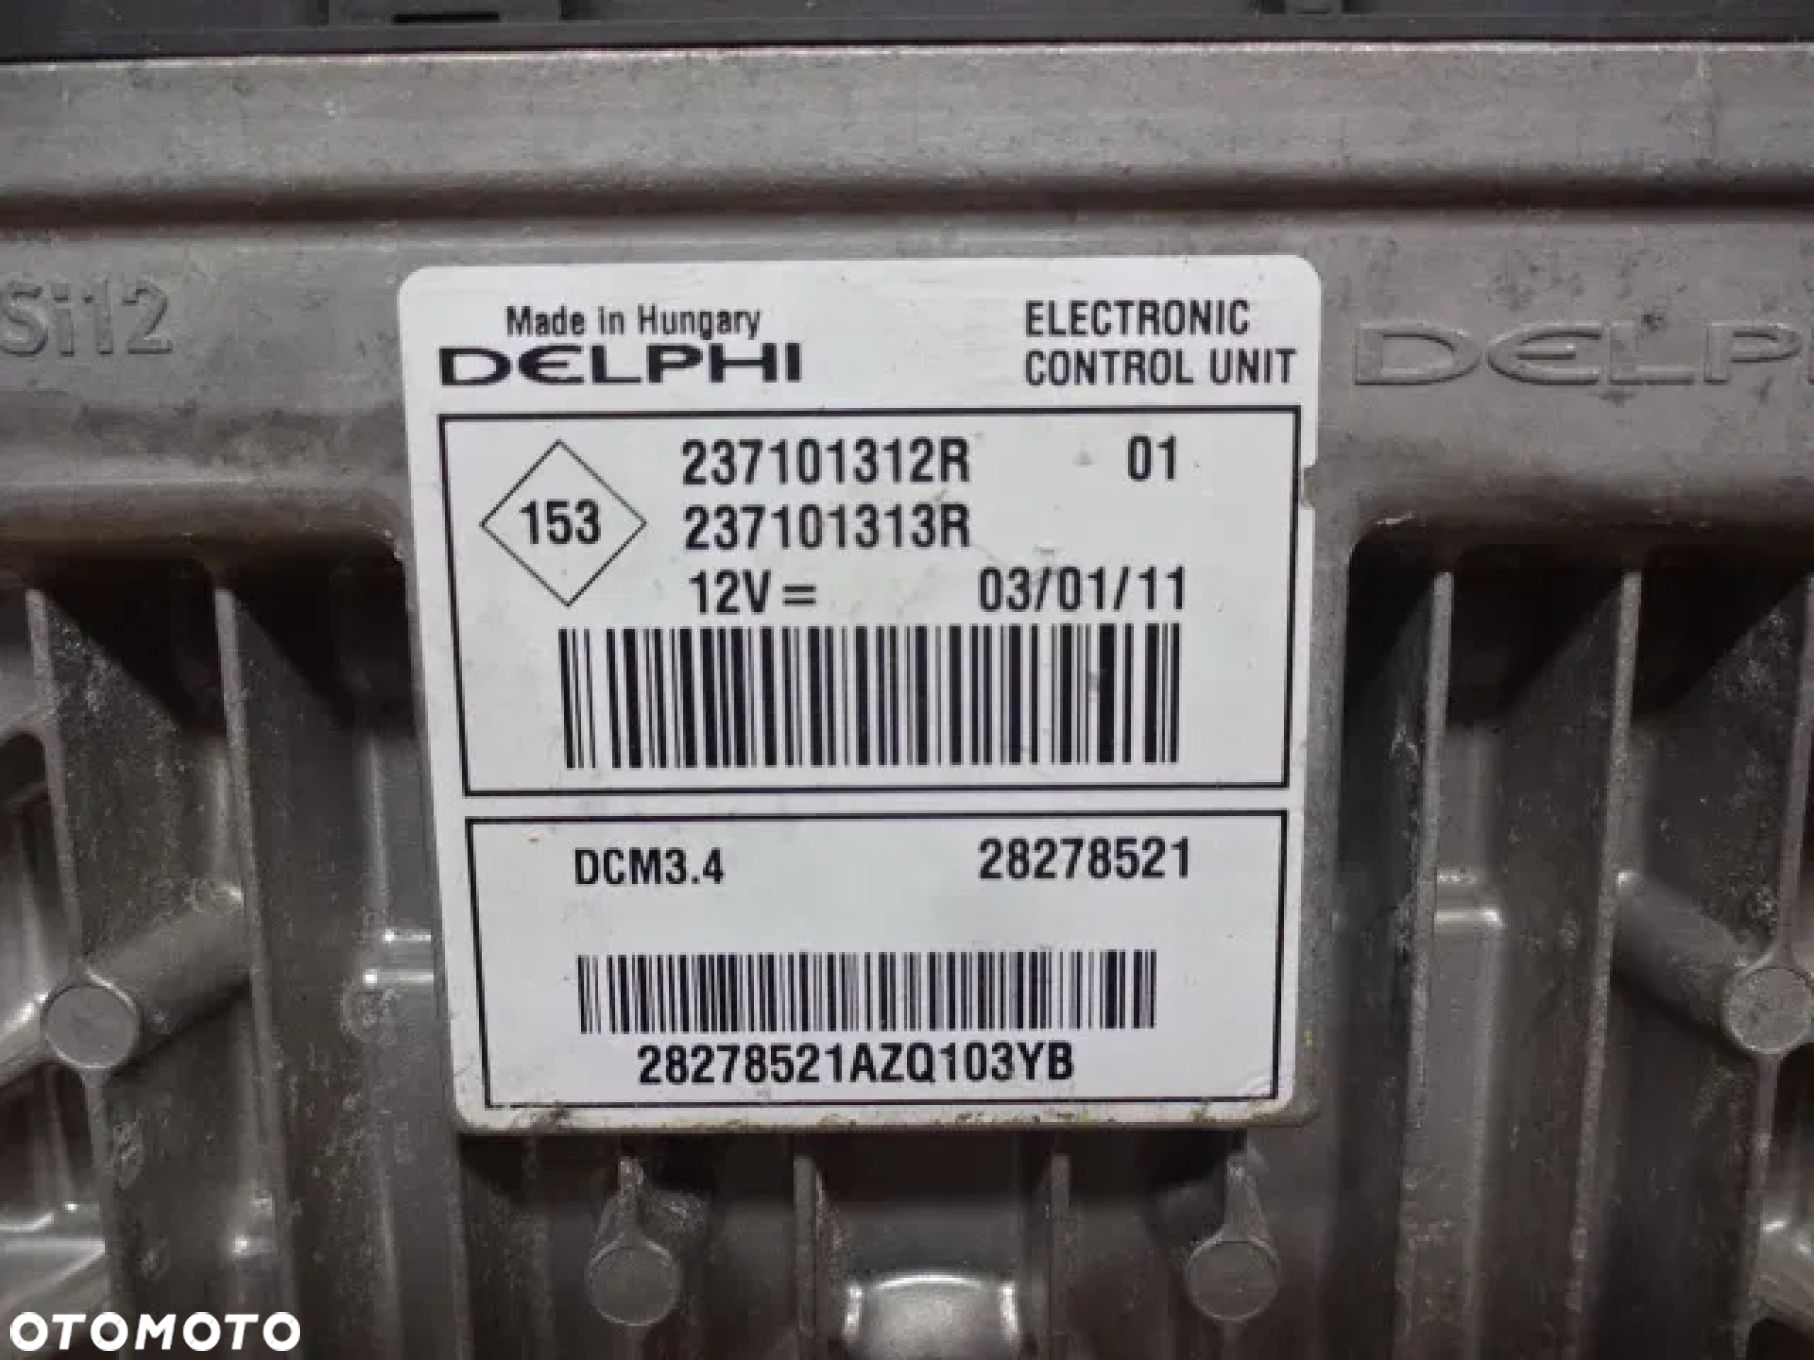 Si12
Made in Hungary
DELPHI
ELECTRONIC
CONTROL UNIT
DELPHI
153
237101312R 01
237101313R
12V = 03/01/11
DCM3.4 28278521
28278521AZQ103YB
OTOMOTO